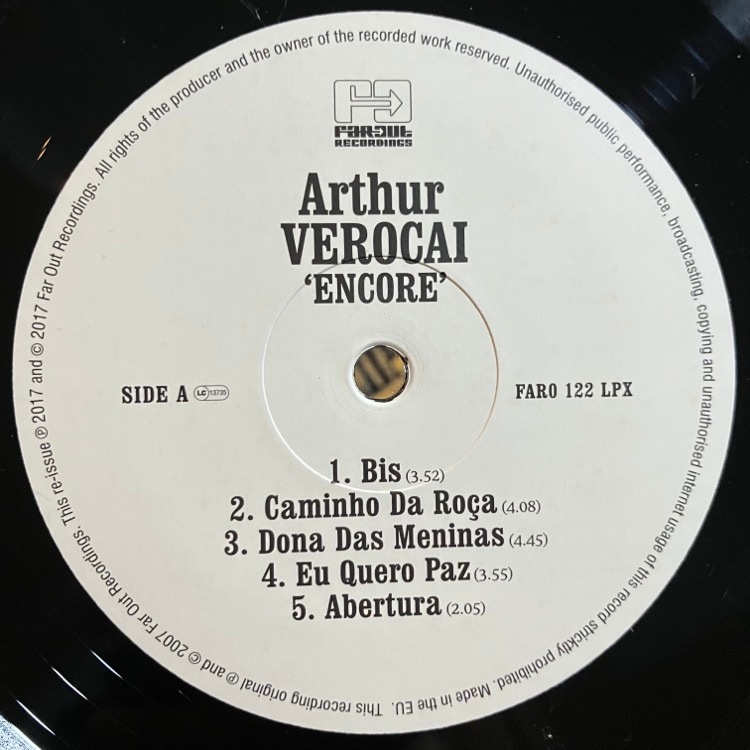 FAR OUT
RECORDINGS
Arthur
VEROCAI
‘ENCORE’
SIDE A LC 13735
FARO 122 LPX
1. Bis (3.52)
2. Caminho Da Roça (4.08)
3. Dona Das Meninas (4.45)
4. Eu Quero Paz (3.55)
5. Abertura (2.05)
This recording original ℗ and © 2007 Far Out Recordings. This re-issue ℗ 2017 and © 2017 Far Out Recordings. All rights of the producer and the owner of the recorded work reserved. Unauthorised public performance, broadcasting, copying and unauthorised internet usage of this record stricktly prohibited. Made in the EU.